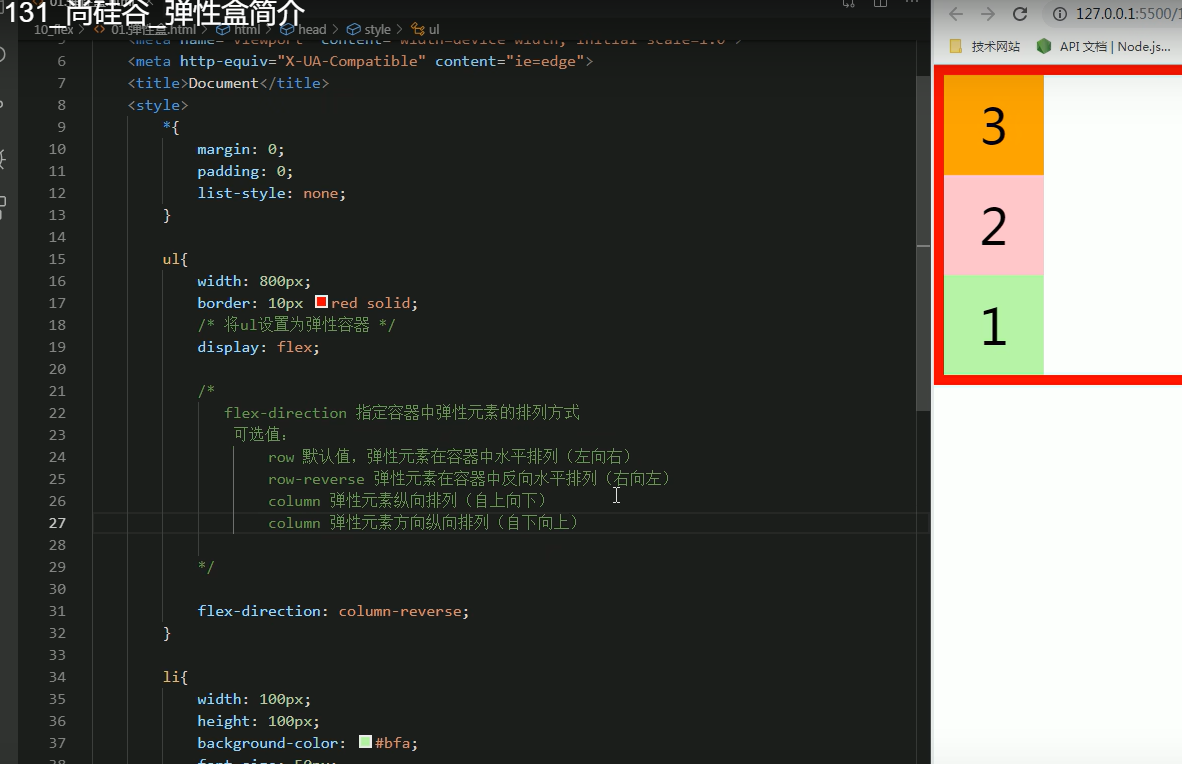 131_尚硅谷_弹性盒简介
10_flex > 01.弹性盒.html > html > head > style > ul
127.0.0.1:5500/1
技术网站 API 文档 | Node.js...
5 <meta name="viewport" content="width=device-width, initial-scale=1.0">
6 <meta http-equiv="X-UA-Compatible" content="ie=edge">
7 <title>Document</title>
8 <style>
9 *{
10 margin: 0;
11 padding: 0;
12 list-style: none;
13 }
14
15 ul{
16 width: 800px;
17 border: 10px red solid;
18 /* 将ul设置为弹性容器 */
19 display: flex;
20
21 /*
22 flex-direction 指定容器中弹性元素的排列方式
23 可选值：
24 row 默认值，弹性元素在容器中水平排列（左向右）
25 row-reverse 弹性元素在容器中反向水平排列（右向左）
26 column 弹性元素纵向排列（自上向下）
27 column 弹性元素方向纵向排列（自下向上）
28
29 */
30
31 flex-direction: column-reverse;
32 }
33
34 li{
35 width: 100px;
36 height: 100px;
37 background-color: #bfa;
38 font-size: 50px;
3
2
1